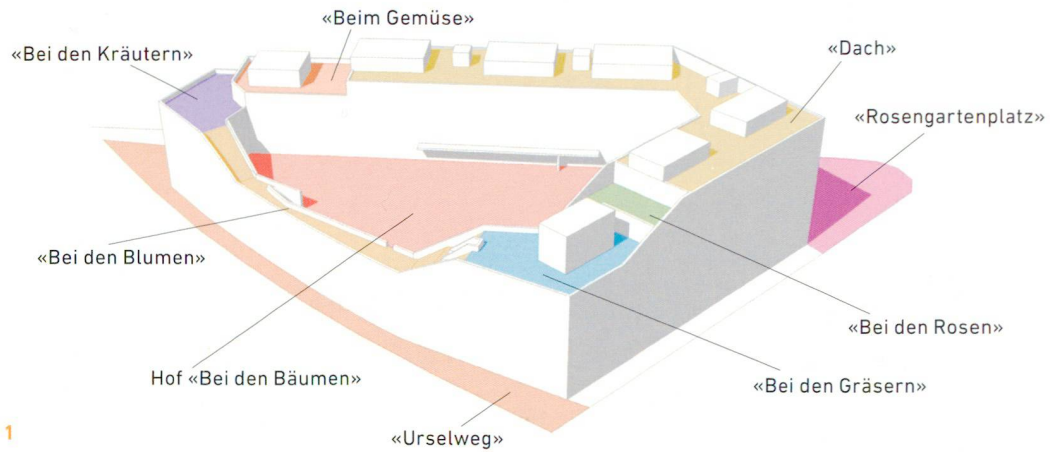 «Beim Gemüse»
«Bei den Kräutern»
«Dach»
«Rosengartenplatz»
«Bei den Blumen»
«Bei den Rosen»
Hof «Bei den Bäumen»
«Bei den Gräsern»
«Urselweg»
1